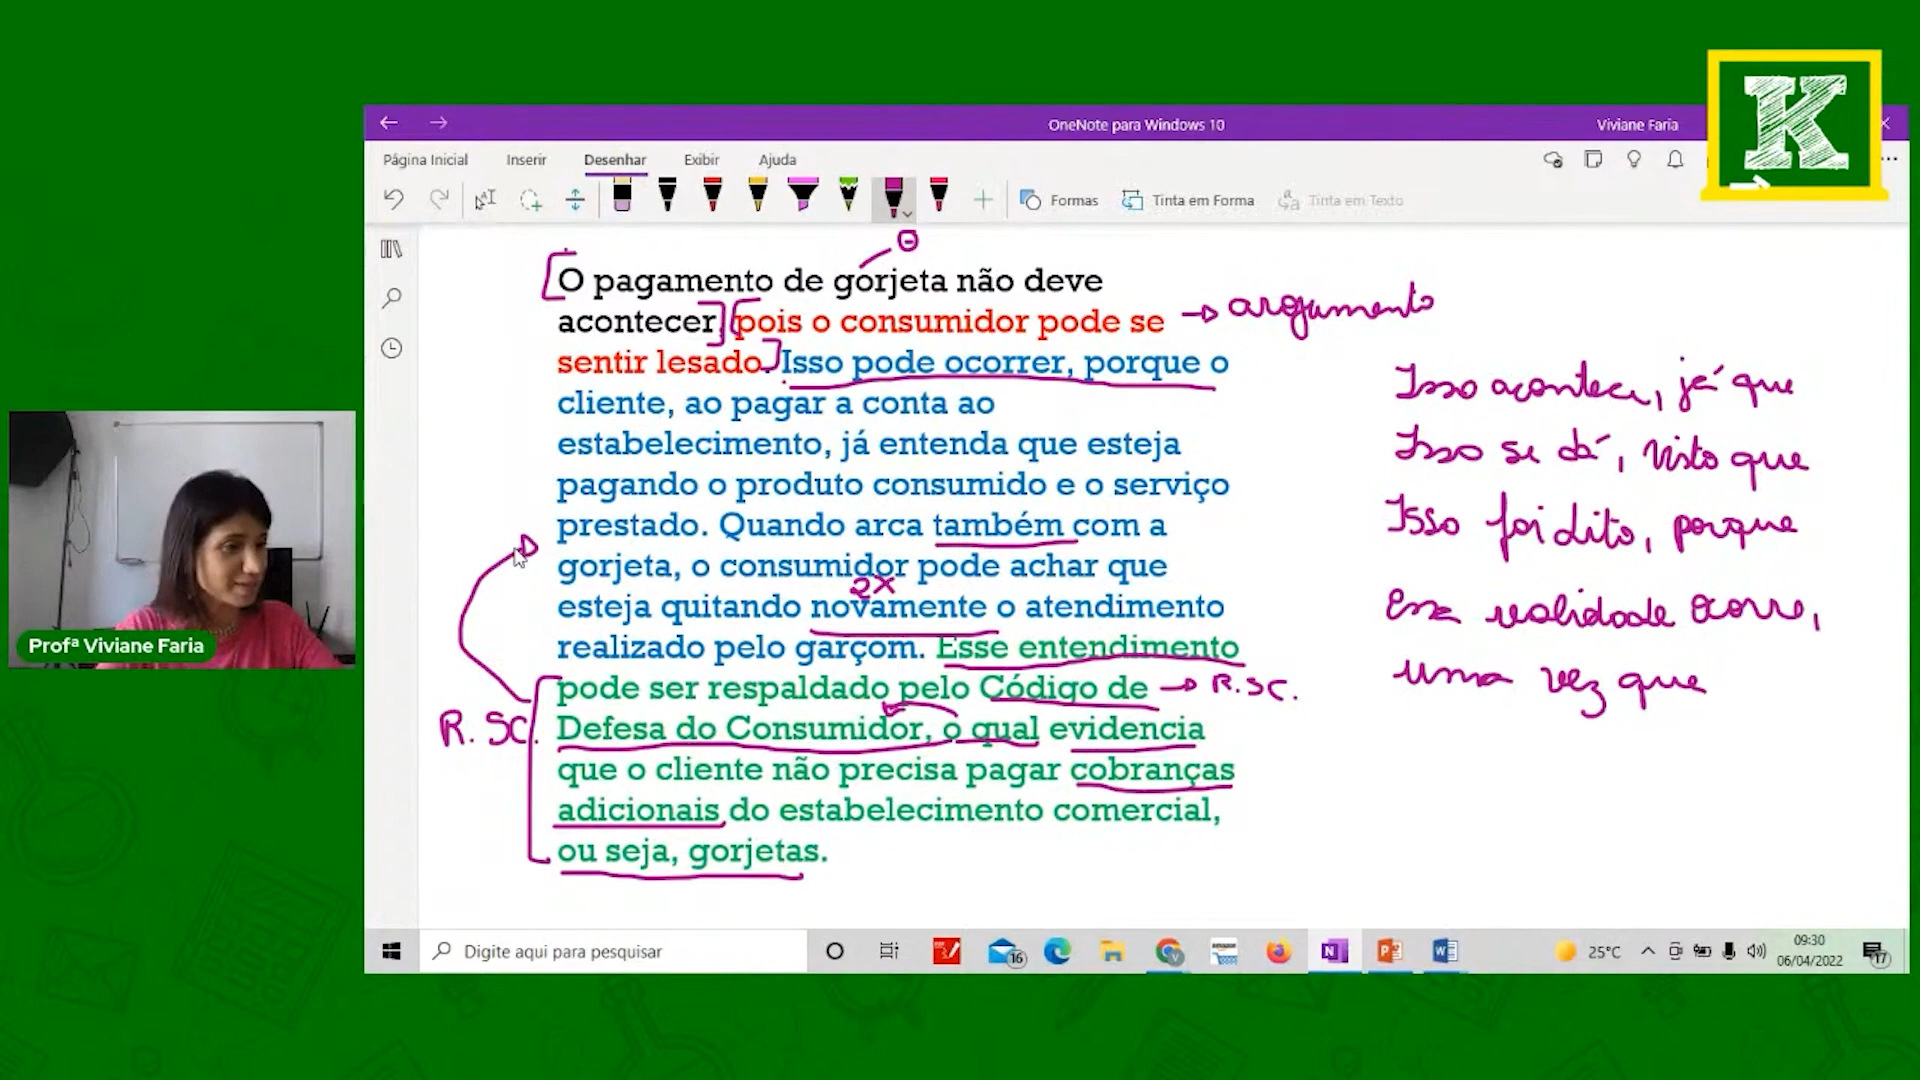 K
OneNote para Windows 10
Viviane Faria
Página Inicial Inserir Desenhar Exibir Ajuda
Formas Tinta em Forma Tinta em Texto
O pagamento de gorjeta não deve
acontecer, pois o consumidor pode se
sentir lesado. Isso pode ocorrer, porque o
cliente, ao pagar a conta ao
estabelecimento, já entenda que esteja
pagando o produto consumido e o serviço
prestado. Quando arca também com a
gorjeta, o consumidor pode achar que
2x
esteja quitando novamente o atendimento
realizado pelo garçom. Esse entendimento
pode ser respaldado pelo Código de
Defesa do Consumidor, o qual evidencia
que o cliente não precisa pagar cobranças
adicionais do estabelecimento comercial,
ou seja, gorjetas.
→ argumento
→ R.SC.
R. SC.
Isso acontece, já que
Isso se dá, visto que
Isso foi dito, porque
Essa realidade ocorre,
uma vez que
Profª Viviane Faria
Digite aqui para pesquisar
16
25°C
09:30
06/04/2022
17